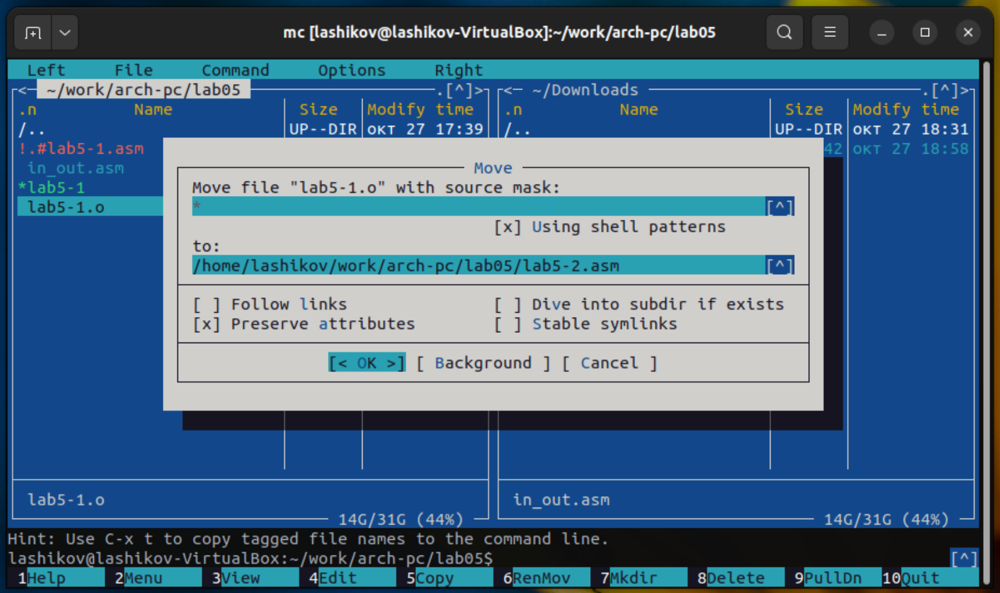 mc [lashikov@lashikov-VirtualBox]:~/work/arch-pc/lab05
Left File Command Options Right
<- ~/work/arch-pc/lab05 .[^]> <- ~/Downloads .[^]>
.n Name Size Modify time .n Name Size Modify time
/.. UP--DIR окт 27 17:39 /.. UP--DIR окт 27 18:31
!.#lab5-1.asm 42 окт 27 18:58
in_out.asm
*lab5-1
lab5-1.o
Move
Move file "lab5-1.o" with source mask:
* [^]
[x] Using shell patterns
to:
/home/lashikov/work/arch-pc/lab05/lab5-2.asm [^]
[ ] Follow links [ ] Dive into subdir if exists
[x] Preserve attributes [ ] Stable symlinks
[< OK >] [ Background ] [ Cancel ]
lab5-1.o in_out.asm
14G/31G (44%) 14G/31G (44%)
Hint: Use C-x t to copy tagged file names to the command line.
lashikov@lashikov-VirtualBox:~/work/arch-pc/lab05$ [^]
1Help 2Menu 3View 4Edit 5Copy 6RenMov 7Mkdir 8Delete 9PullDn 10Quit